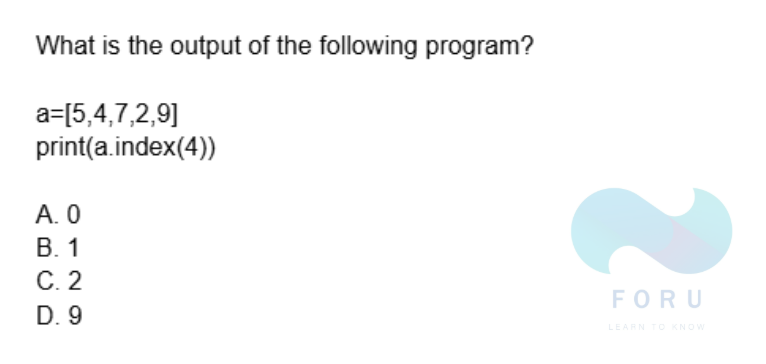 What is the output of the following program?
a=[5,4,7,2,9]
print(a.index(4))
A. 0
B. 1
C. 2
D. 9
FORU
LEARN TO KNOW